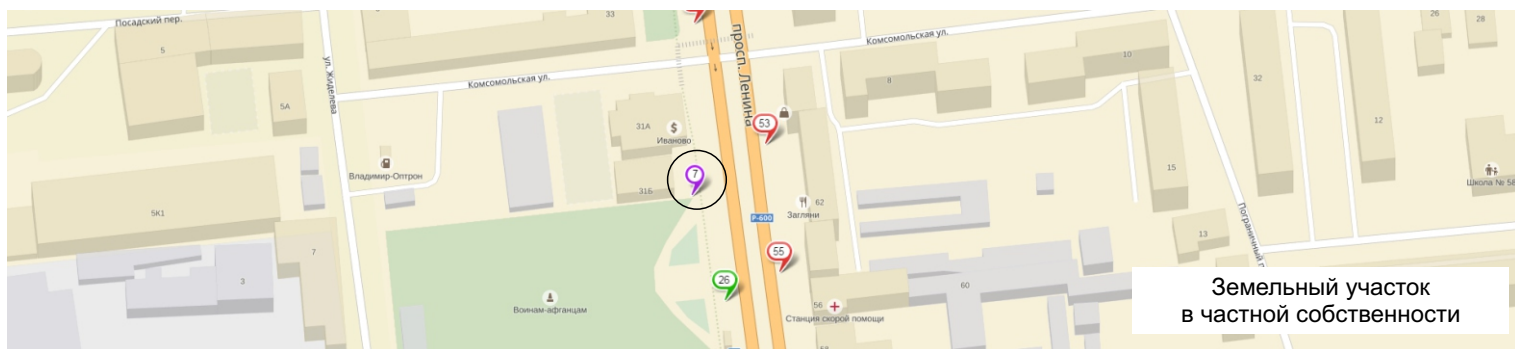 Посадский пер.
5
33
5А
ул. Жиделева
Комсомольская ул.
просп. Ленина
Комсомольская ул.
8
10
26
28
32
12
31А
Иваново
53
7
31Б
Владимир-Оптрон
5К1
7
3
Р-600
Загляни
62
15
Школа № 58
13
55
26
Воинам-афганцам
56
Станция скорой помощи
60
Земельный участок
в частной собственности